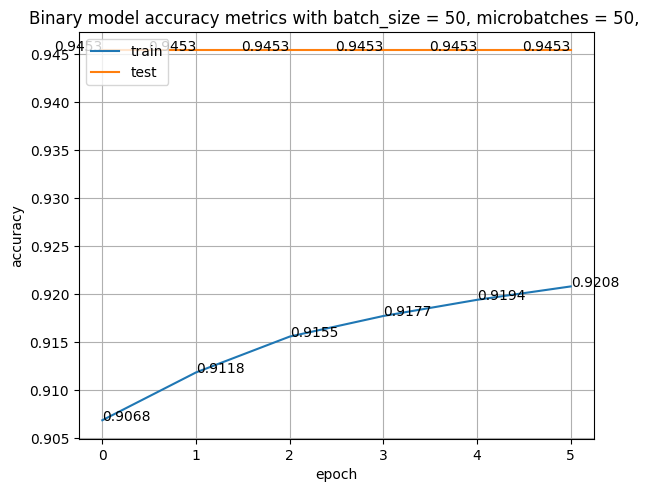 Binary model accuracy metrics with batch_size = 50, microbatches = 50,
0.9453 0.9453 0.9453 0.9453 0.9453 0.9453
train
test
0.945
0.940
0.935
0.930
0.925
0.920
0.915
0.910
0.905
accuracy
0.9208
0.9194
0.9177
0.9155
0.9118
0.9068
0 1 2 3 4 5
epoch